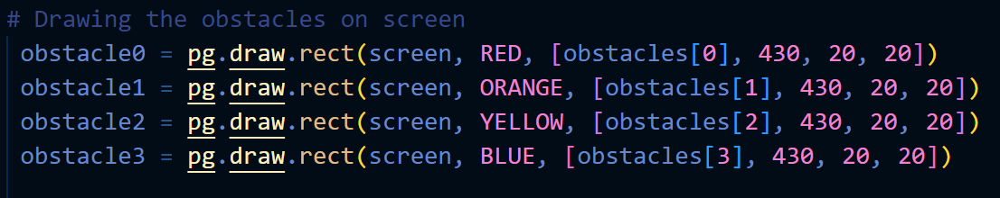 # Drawing the obstacles on screen
obstacle0 = pg.draw.rect(screen, RED, [obstacles[0], 430, 20, 20])
obstacle1 = pg.draw.rect(screen, ORANGE, [obstacles[1], 430, 20, 20])
obstacle2 = pg.draw.rect(screen, YELLOW, [obstacles[2], 430, 20, 20])
obstacle3 = pg.draw.rect(screen, BLUE, [obstacles[3], 430, 20, 20])